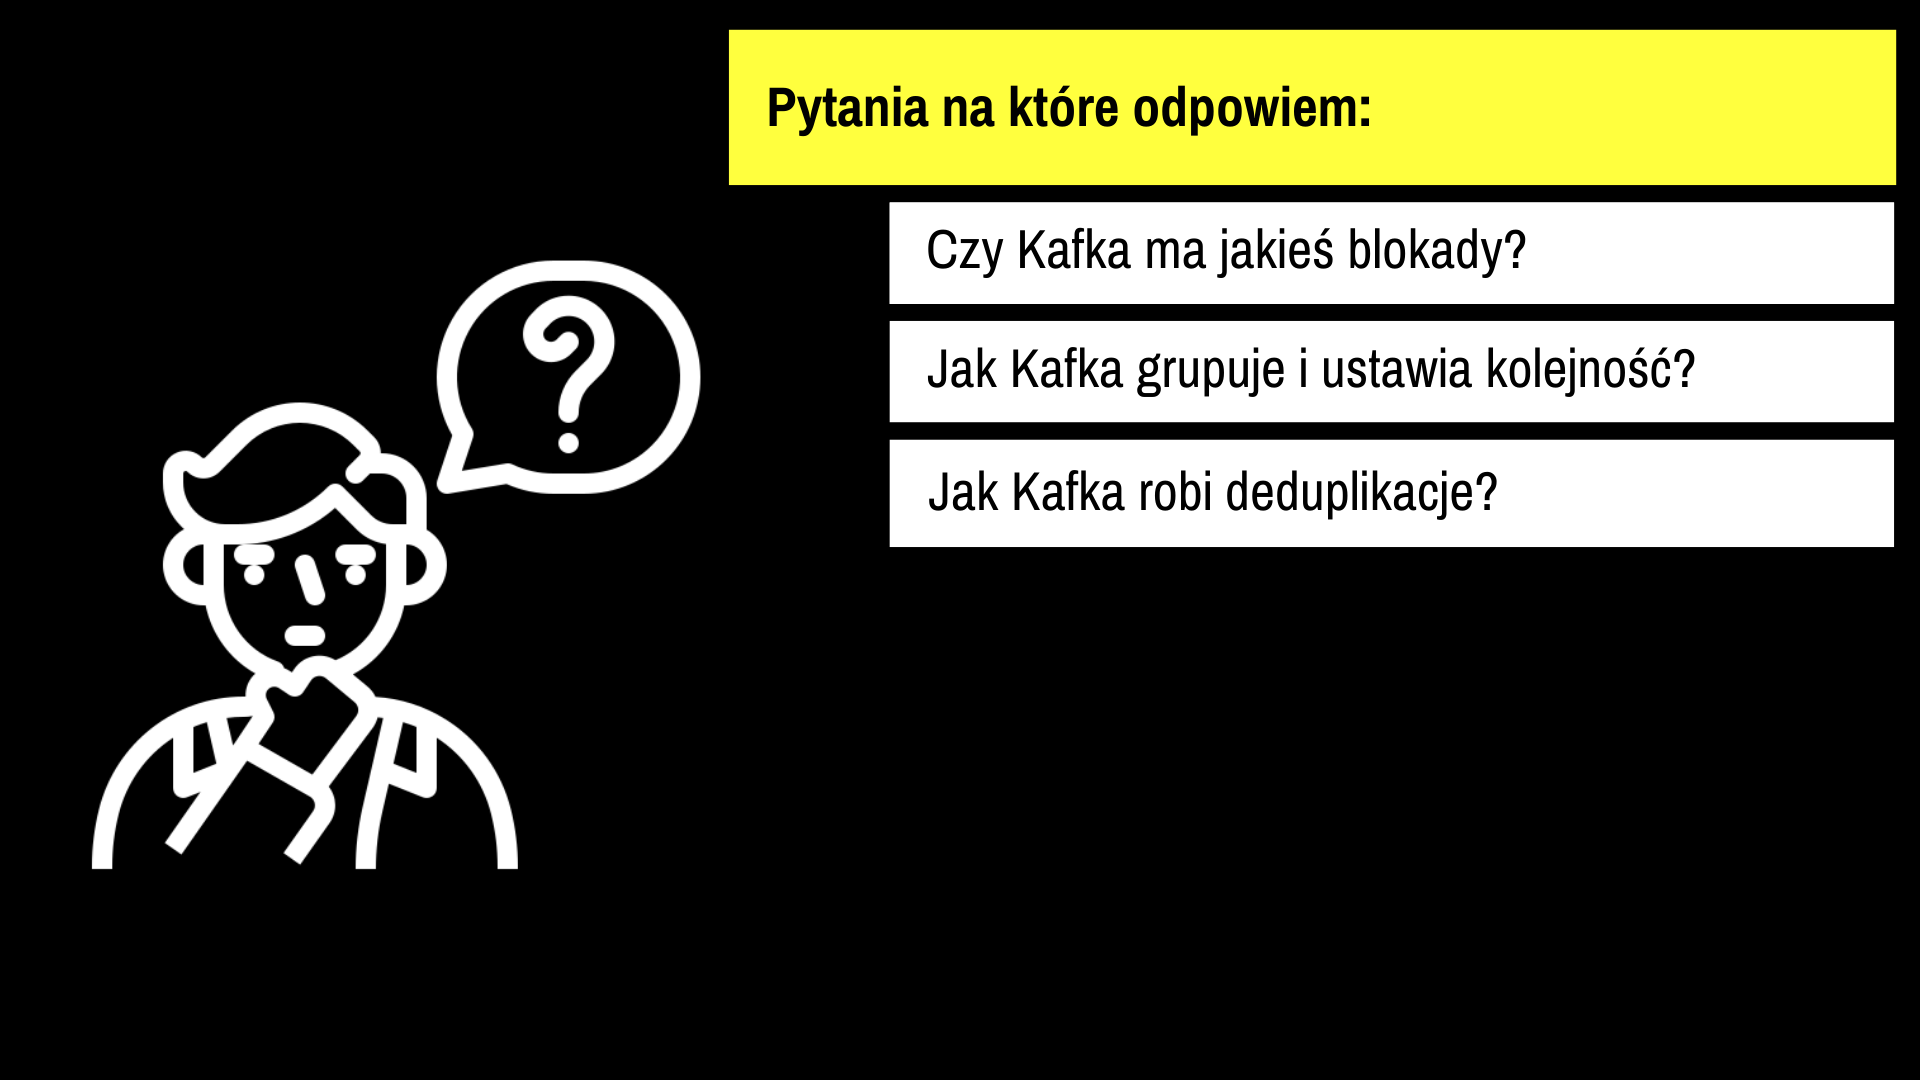 Pytania na które odpowiem:
Czy Kafka ma jakieś blokady?
Jak Kafka grupuje i ustawia kolejność?
Jak Kafka robi deduplikacje?
?